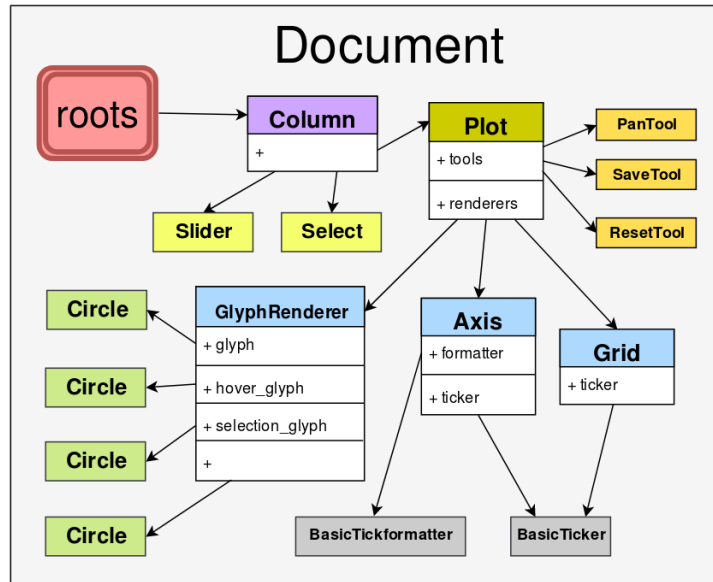 Document
roots
Column
+
Plot
+ tools
+ renderers
PanTool
SaveTool
ResetTool
Slider
Select
GlyphRenderer
+ glyph
+ hover_glyph
+ selection_glyph
+
Circle
Circle
Circle
Circle
Axis
+ formatter
+ ticker
Grid
+ ticker
BasicTickformatter
BasicTicker